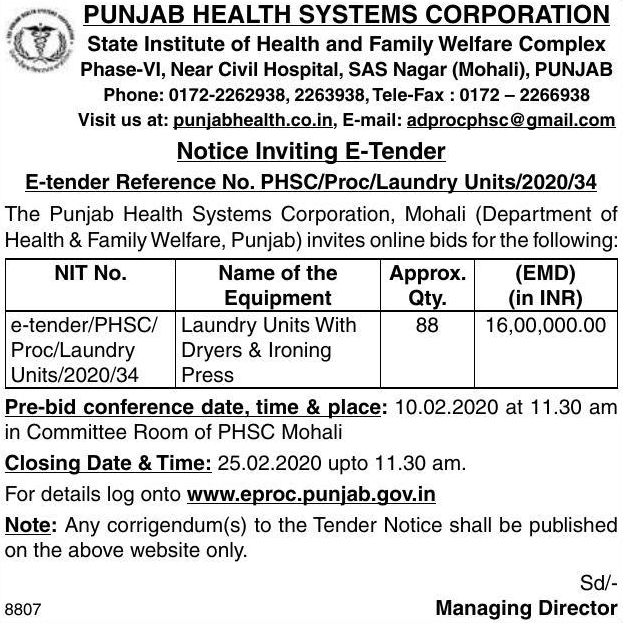 PUNJAB HEALTH SYSTEMS CORPORATION
State Institute of Health and Family Welfare Complex
Phase-VI, Near Civil Hospital, SAS Nagar (Mohali), PUNJAB
Phone: 0172-2262938, 2263938, Tele-Fax : 0172 – 2266938
Visit us at: punjabhealth.co.in, E-mail: adprocphsc@gmail.com
Notice Inviting E-Tender
E-tender Reference No. PHSC/Proc/Laundry Units/2020/34
The Punjab Health Systems Corporation, Mohali (Department of
Health & Family Welfare, Punjab) invites online bids for the following:
NIT No. Name of the Equipment Approx. Qty. (EMD) (in INR)
e-tender/PHSC/ Laundry Units With 88 16,00,000.00
Proc/Laundry Dryers & Ironing
Units/2020/34 Press
Pre-bid conference date, time & place: 10.02.2020 at 11.30 am
in Committee Room of PHSC Mohali
Closing Date & Time: 25.02.2020 upto 11.30 am.
For details log onto www.eproc.punjab.gov.in
Note: Any corrigendum(s) to the Tender Notice shall be published
on the above website only.
Sd/-
8807 Managing Director